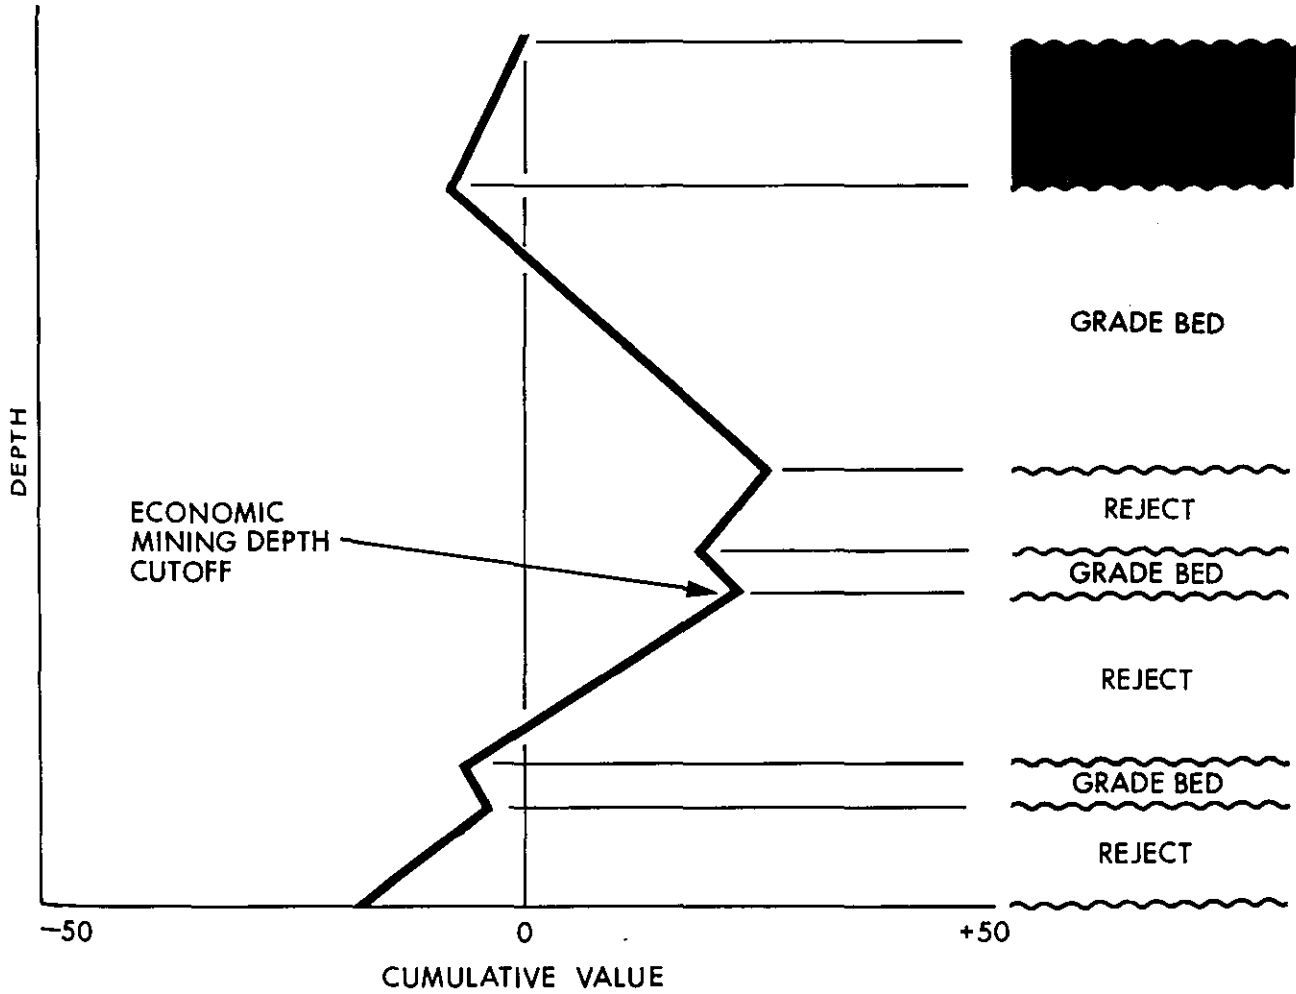 GRADE BED
DEPTH
REJECT
ECONOMIC
MINING DEPTH
CUTOFF
GRADE BED
REJECT
GRADE BED
REJECT
−50
0
+50
CUMULATIVE VALUE